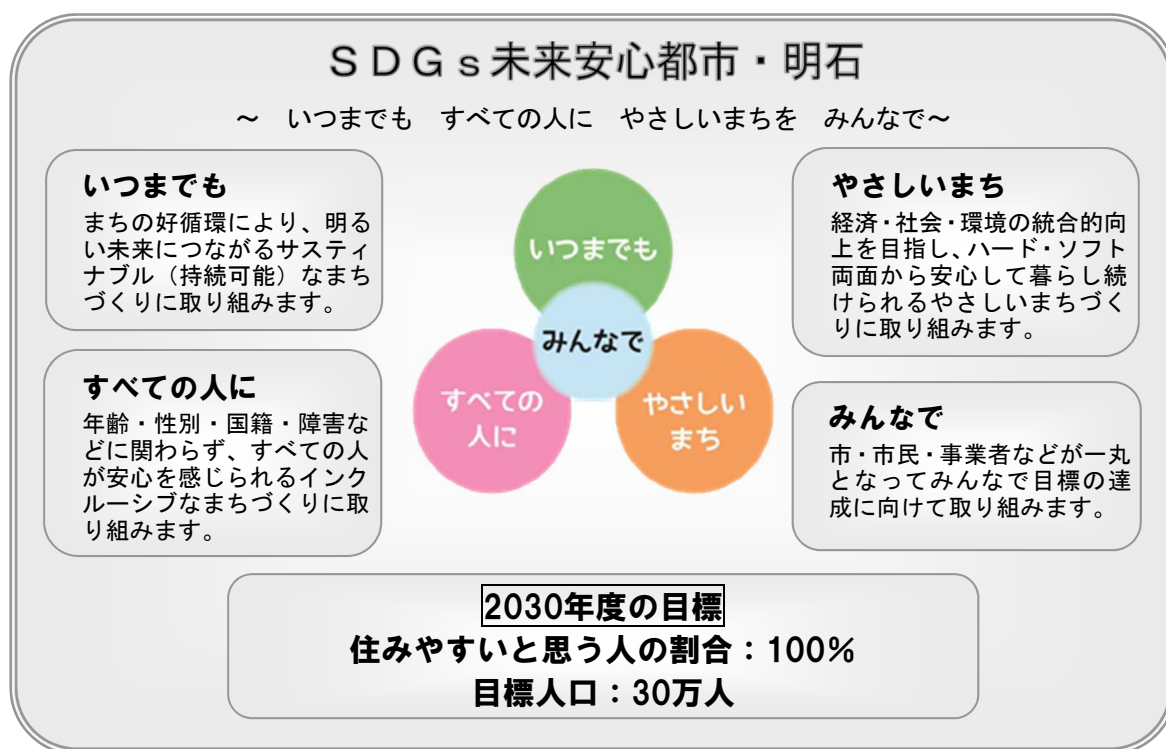 ＳＤＧｓ未来安心都市・明石
～　いつまでも　すべての人に　やさしいまちを　みんなで～
いつまでも
まちの好循環により、明る
い未来につながるサスティ
ナブル（持続可能）なまち
づくりに取り組みます。
すべての人に
年齢・性別・国籍・障害な
どに関わらず、すべての人
が安心を感じられるインク
ルーシブなまちづくりに取
り組みます。
いつまでも
みんなで
すべての
人に
やさしい
まち
やさしいまち
経済・社会・環境の統合的向
上を目指し、ハード・ソフト
両面から安心して暮らし続
けられるやさしいまちづく
りに取り組みます。
みんなで
市・市民・事業者などが一丸
となってみんなで目標の達
成に向けて取り組みます。
2030年度の目標
住みやすいと思う人の割合：100％
目標人口：30万人